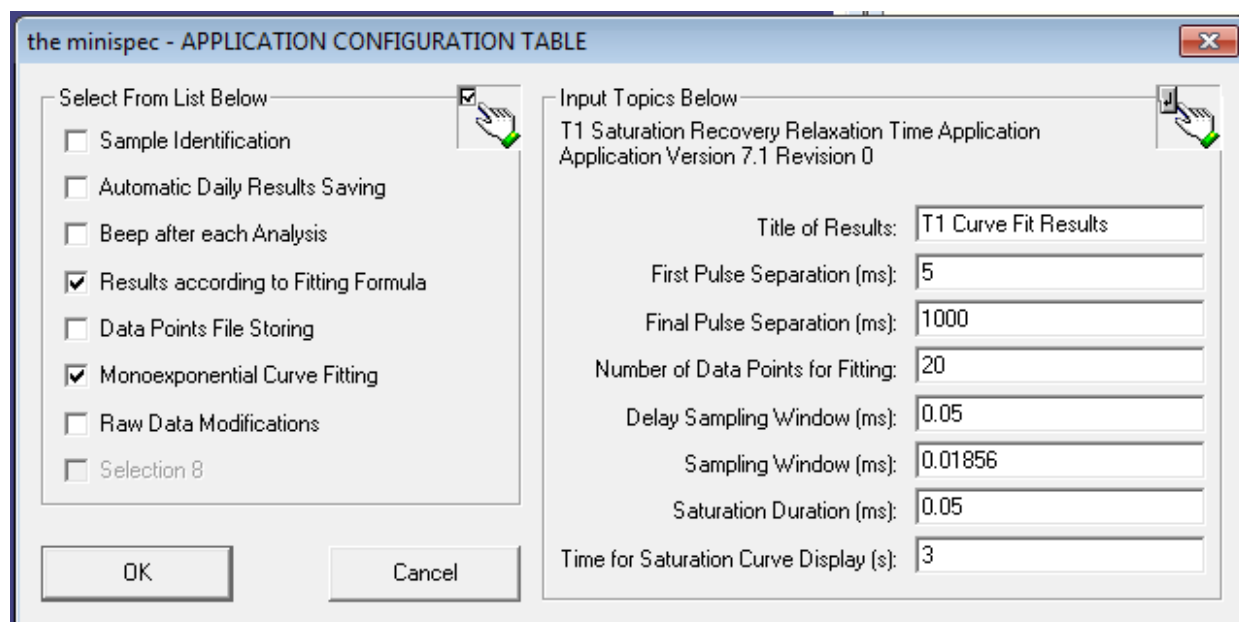 the minispec - APPLICATION CONFIGURATION TABLE
Select From List Below
Sample Identification
Automatic Daily Results Saving
Beep after each Analysis
Results according to Fitting Formula
Data Points File Storing
Monoexponential Curve Fitting
Raw Data Modifications
Selection 8
OK
Cancel
Input Topics Below
T1 Saturation Recovery Relaxation Time Application
Application Version 7.1 Revision 0
Title of Results: T1 Curve Fit Results
First Pulse Separation (ms): 5
Final Pulse Separation (ms): 1000
Number of Data Points for Fitting: 20
Delay Sampling Window (ms): 0.05
Sampling Window (ms): 0.01856
Saturation Duration (ms): 0.05
Time for Saturation Curve Display (s): 3